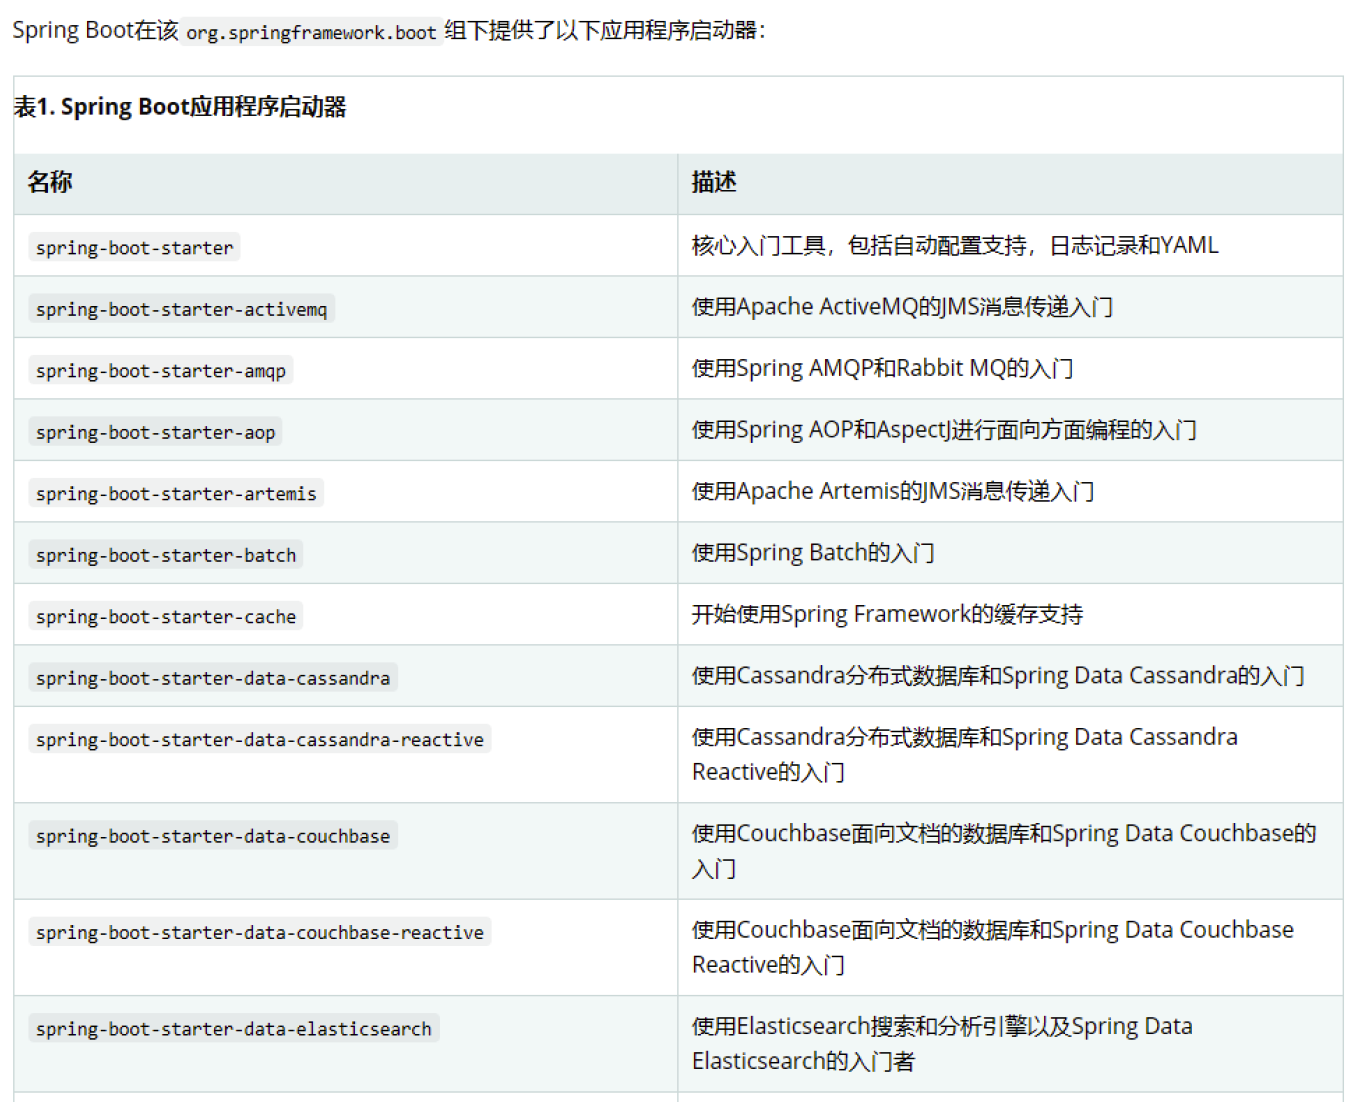 Spring Boot在该 org.springframework.boot 组下提供了以下应用程序启动器：
表1. Spring Boot应用程序启动器
名称 描述
spring-boot-starter 核心入门工具，包括自动配置支持，日志记录和YAML
spring-boot-starter-activemq 使用Apache ActiveMQ的JMS消息传递入门
spring-boot-starter-amqp 使用Spring AMQP和Rabbit MQ的入门
spring-boot-starter-aop 使用Spring AOP和AspectJ进行面向方面编程的入门
spring-boot-starter-artemis 使用Apache Artemis的JMS消息传递入门
spring-boot-starter-batch 使用Spring Batch的入门
spring-boot-starter-cache 开始使用Spring Framework的缓存支持
spring-boot-starter-data-cassandra 使用Cassandra分布式数据库和Spring Data Cassandra的入门
spring-boot-starter-data-cassandra-reactive 使用Cassandra分布式数据库和Spring Data Cassandra
Reactive的入门
spring-boot-starter-data-couchbase 使用Couchbase面向文档的数据库和Spring Data Couchbase的
入门
spring-boot-starter-data-couchbase-reactive 使用Couchbase面向文档的数据库和Spring Data Couchbase
Reactive的入门
spring-boot-starter-data-elasticsearch 使用Elasticsearch搜索和分析引擎以及Spring Data
Elasticsearch的入门者